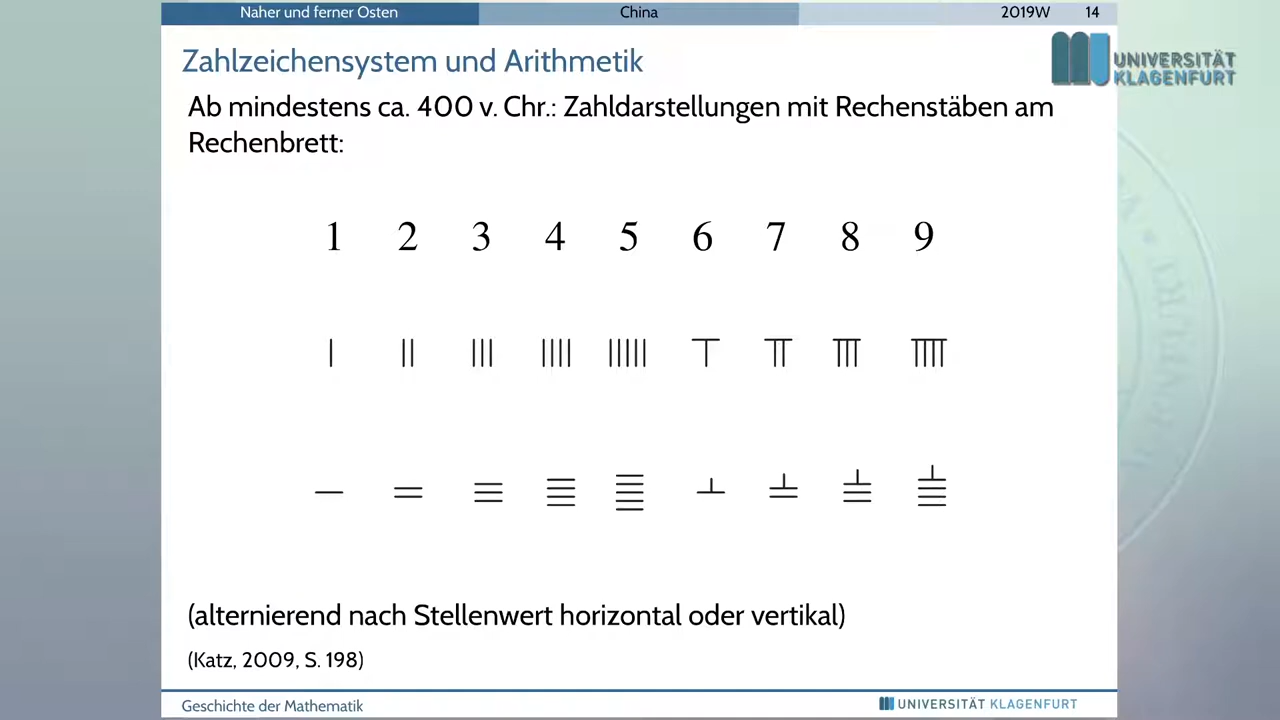 Naher und ferner Osten China 2019W 14
Zahlzeichensystem und Arithmetik
UNIVERSITÄT
KLAGENFURT
Ab mindestens ca. 400 v. Chr.: Zahldarstellungen mit Rechenstäben am
Rechenbrett:
1 2 3 4 5 6 7 8 9
(alternierend nach Stellenwert horizontal oder vertikal)
(Katz, 2009, S. 198)
Geschichte der Mathematik UNIVERSITÄT KLAGENFURT